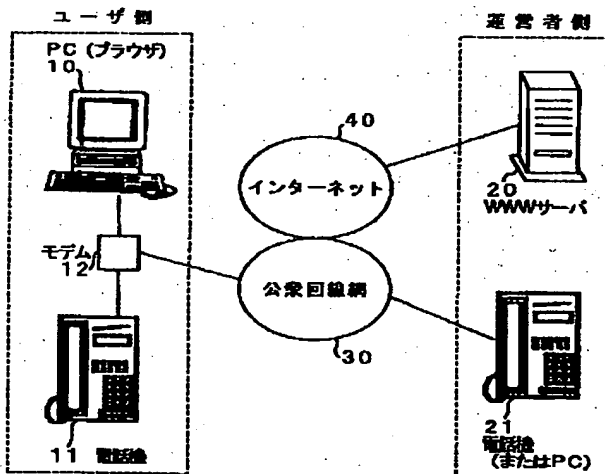 ユーザ側
PC (ブラウザ)
10
モデム
12
11 電話機
40
インターネット
公衆回線網
30
運営者側
20
WWWサーバ
21
電話機
(またはPC)